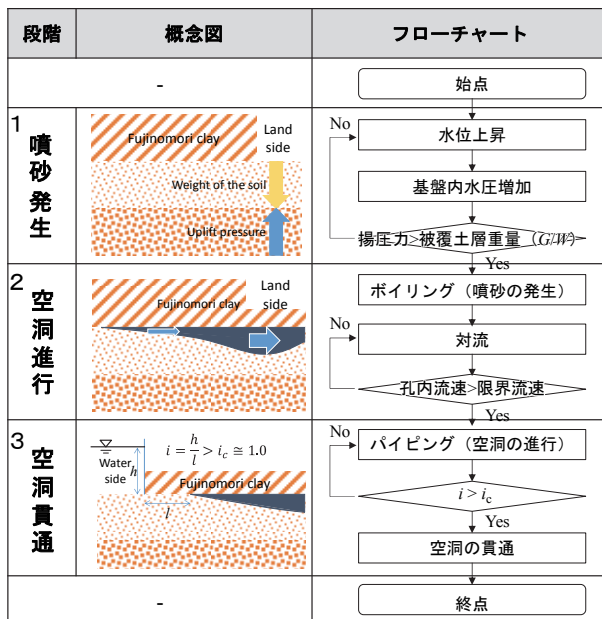 段階
概念図
フローチャート
-
始点
1
噴砂発生
Fujinomori clay
Land
side
Weight of the soil
Uplift pressure
No
水位上昇
基盤内水圧増加
揚圧力>被覆土層重量（G/W）
Yes
2
空洞進行
Land
side
Fujinomori clay
ボイリング（噴砂の発生）
No
対流
孔内流速>限界流速
Yes
3
空洞貫通
Water
side
h
i = h/l > i_c ≅ 1.0
Fujinomori clay
l
No
パイピング（空洞の進行）
i > i_c
Yes
空洞の貫通
-
終点